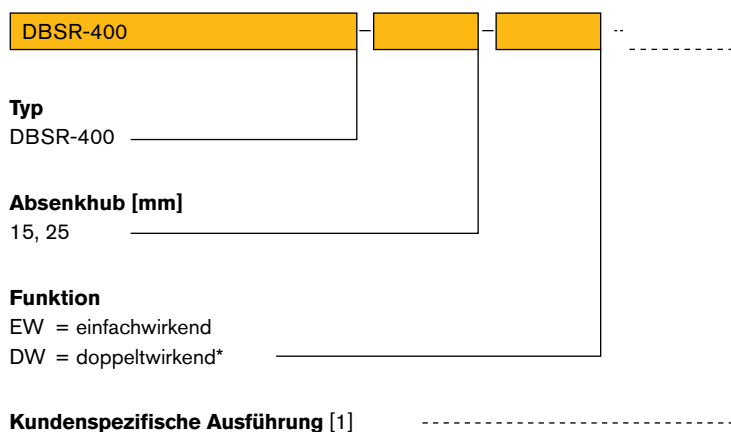 DBSR-400 – –
Typ
DBSR-400
Absenkhub [mm]
15, 25
Funktion
EW = einfachwirkend
DW = doppeltwirkend*
Kundenspezifische Ausführung [1]